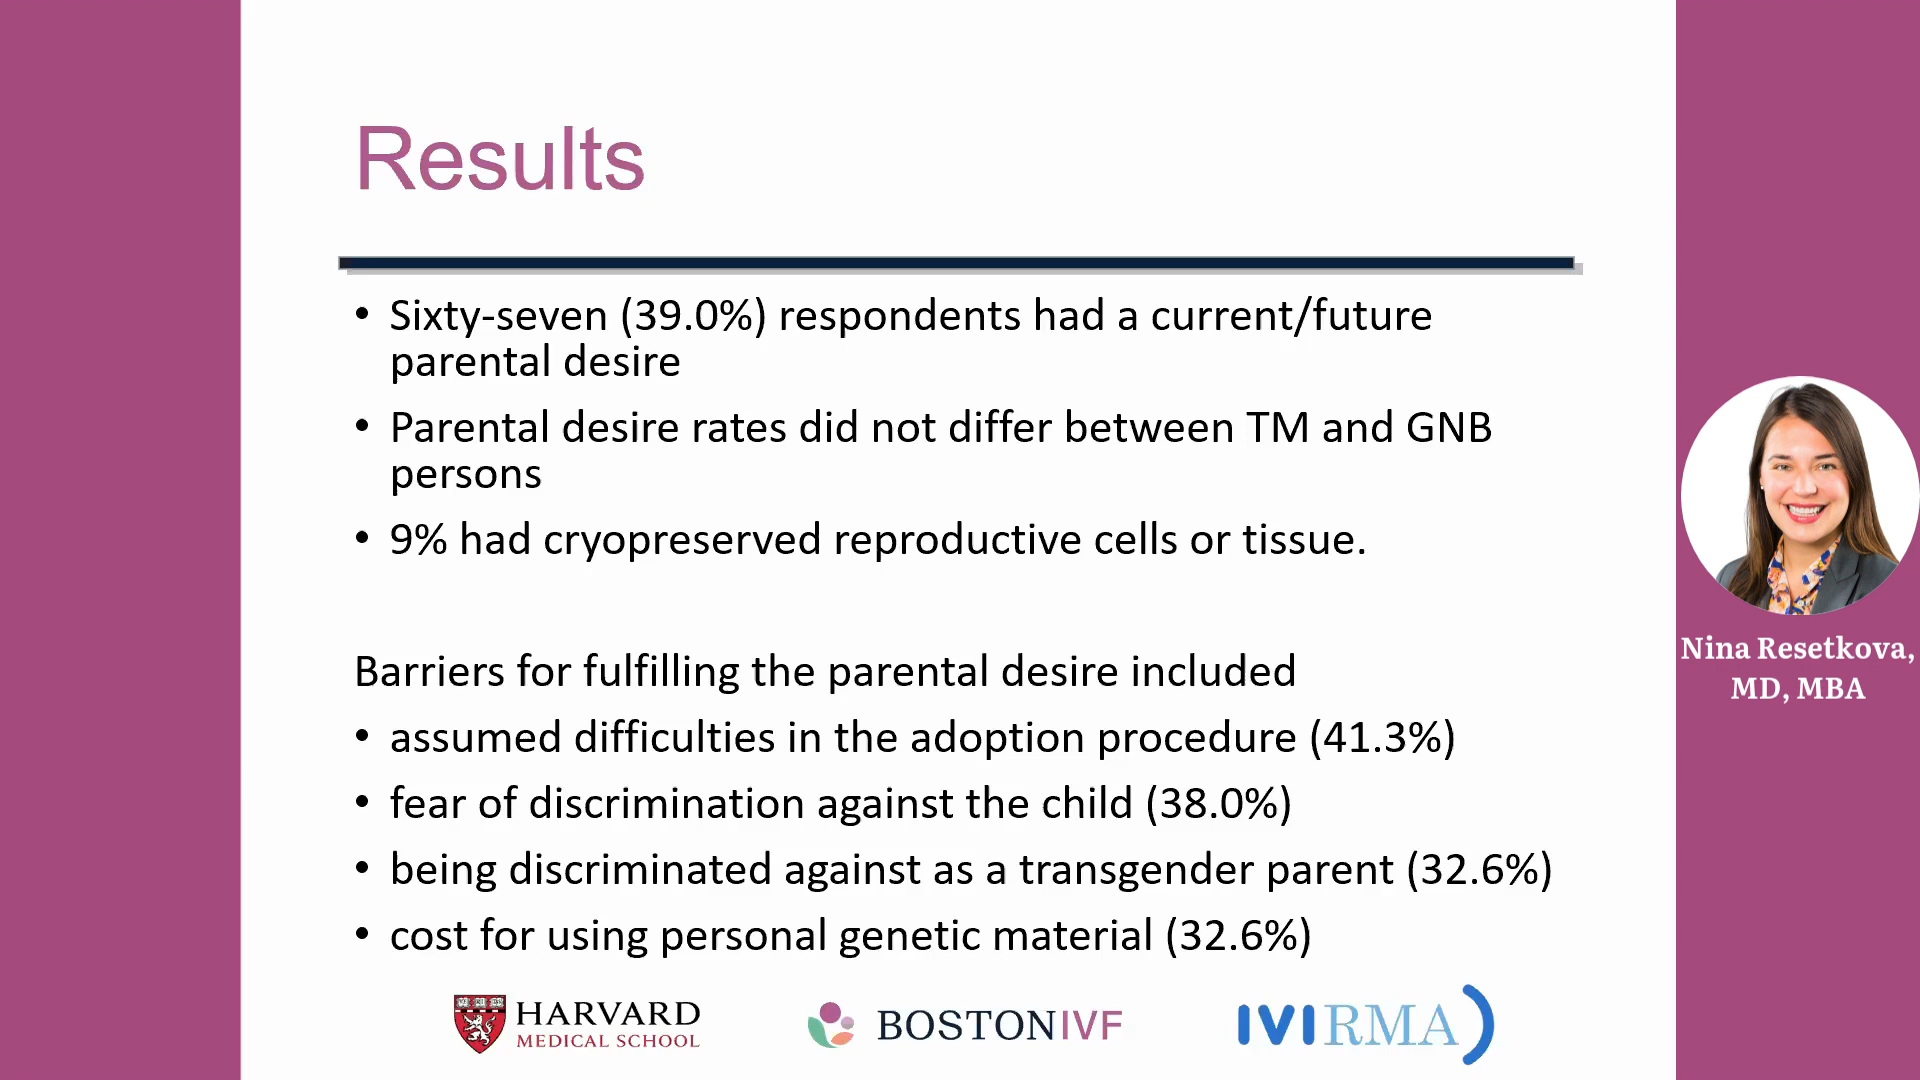 Results
• Sixty-seven (39.0%) respondents had a current/future
parental desire
• Parental desire rates did not differ between TM and GNB
persons
• 9% had cryopreserved reproductive cells or tissue.
Barriers for fulfilling the parental desire included
• assumed difficulties in the adoption procedure (41.3%)
• fear of discrimination against the child (38.0%)
• being discriminated against as a transgender parent (32.6%)
• cost for using personal genetic material (32.6%)
HARVARD
MEDICAL SCHOOL
BOSTONIVF
IVIRMA
Nina Resetkova,
MD, MBA